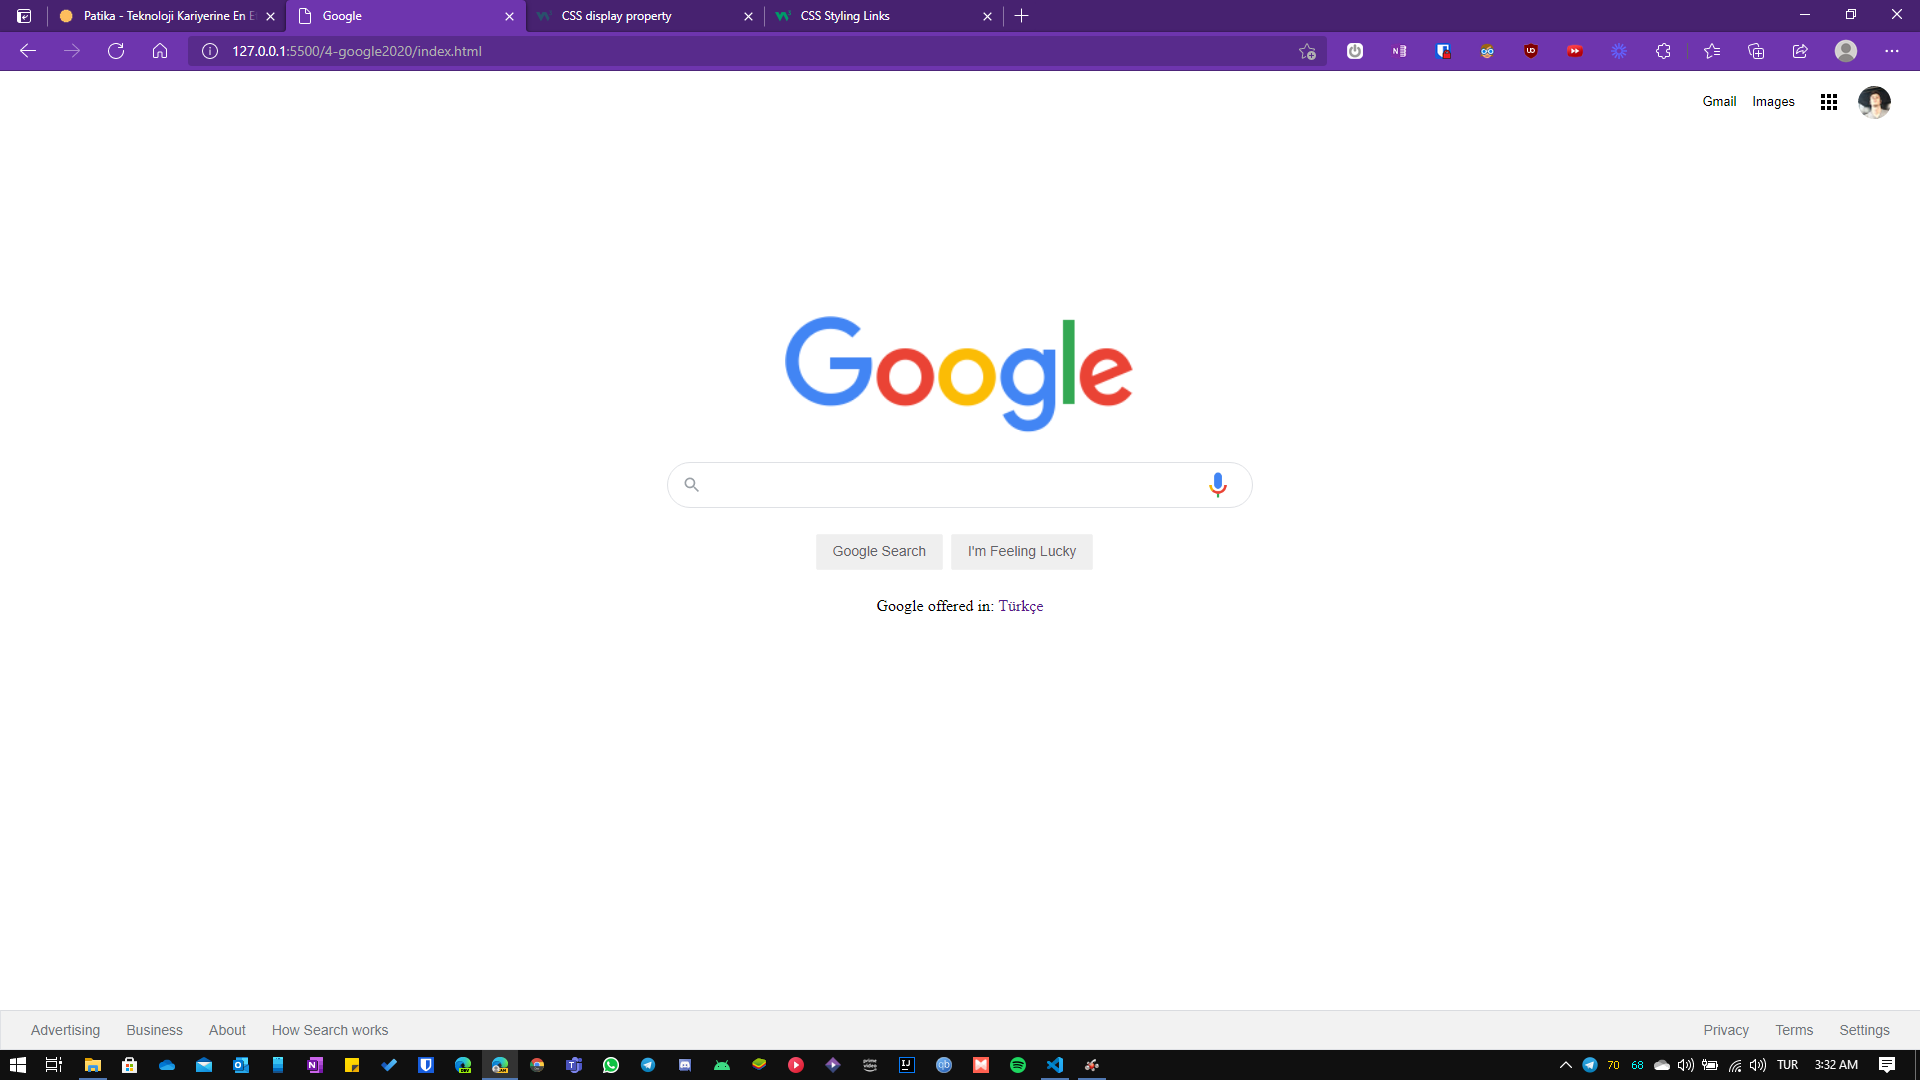 Patika - Teknoloji Kariyerine En E
Google
CSS display property
CSS Styling Links
127.0.0.1:5500/4-google2020/index.html
Gmail Images
Google
Google Search I'm Feeling Lucky
Google offered in: Türkçe
Advertising Business About How Search works
Privacy Terms Settings
70 68 TUR 3:32 AM